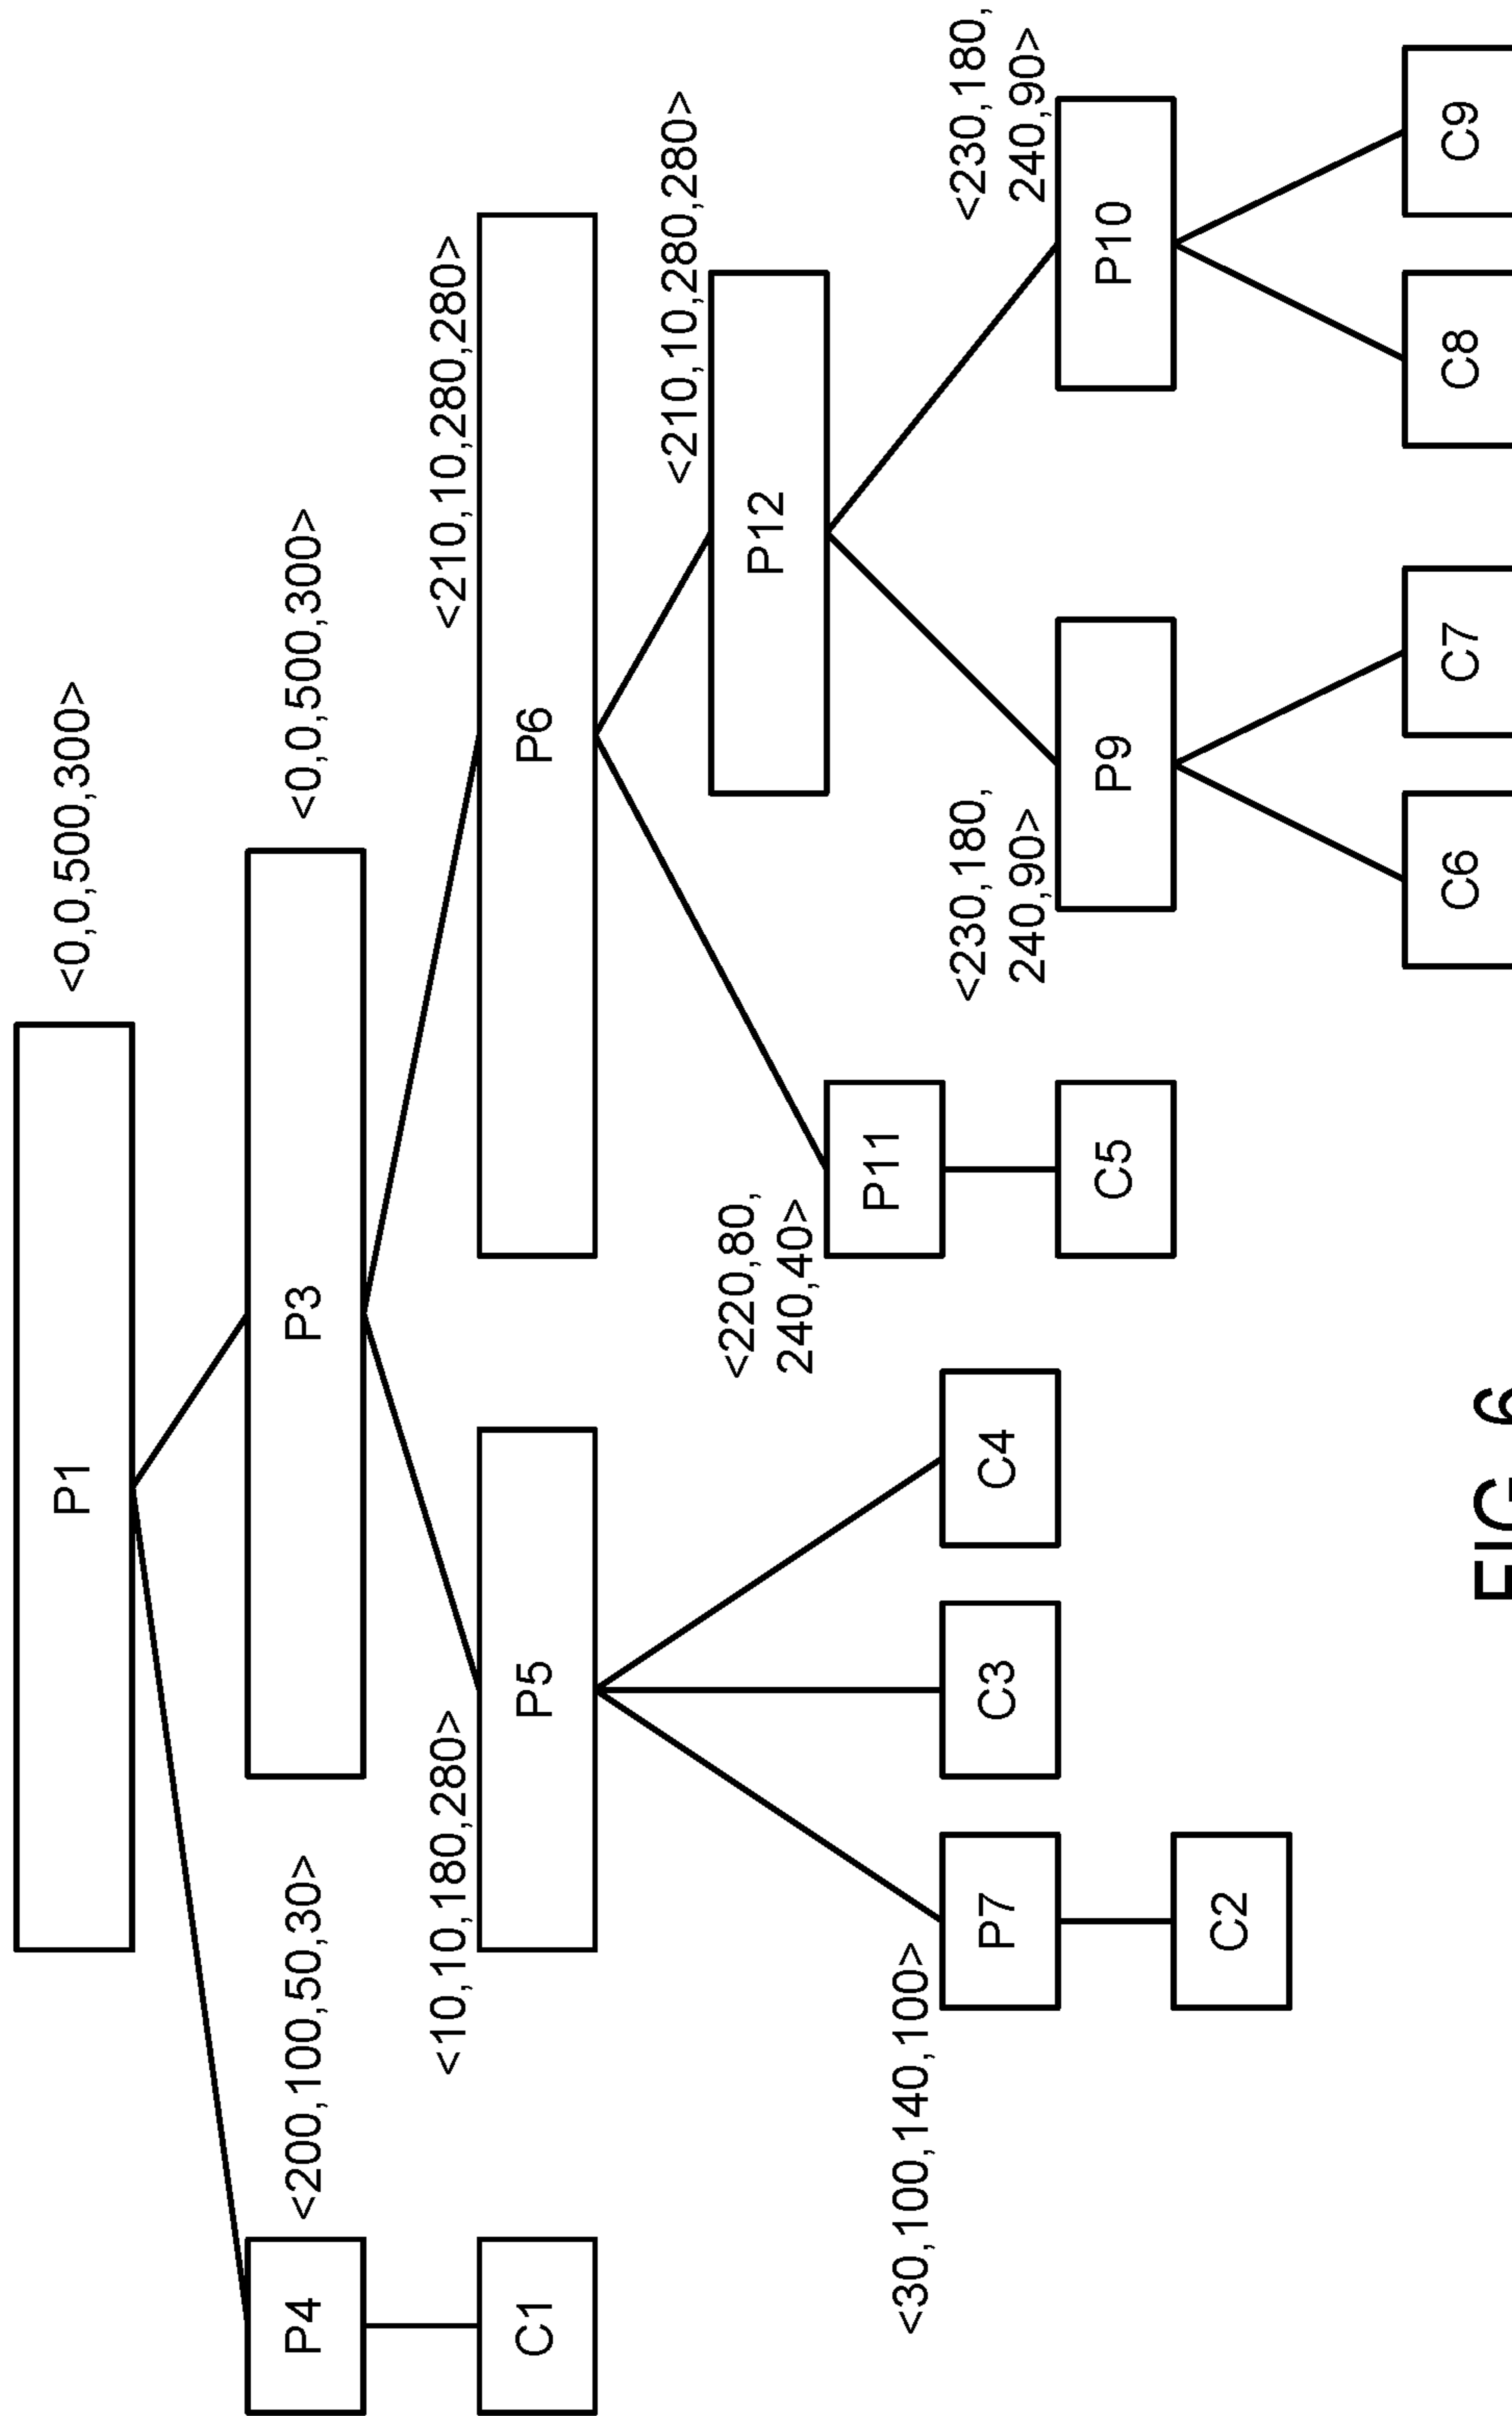 P1
<0,0,500,300>
P4
<200,100,50,30>
P3
<0,0,500,300>
C1
<10,10,180,280>
P5
P6
<210,10,280,280>
P12
<210,10,280,280>
<220,80,
240,40>
P11
<30,100,140,100>
P7
C3
C4
C5
<230,180,
240,90>
P9
<230,180,
240,90>
P10
C2
C6
C7
C8
C9
FIG. 6